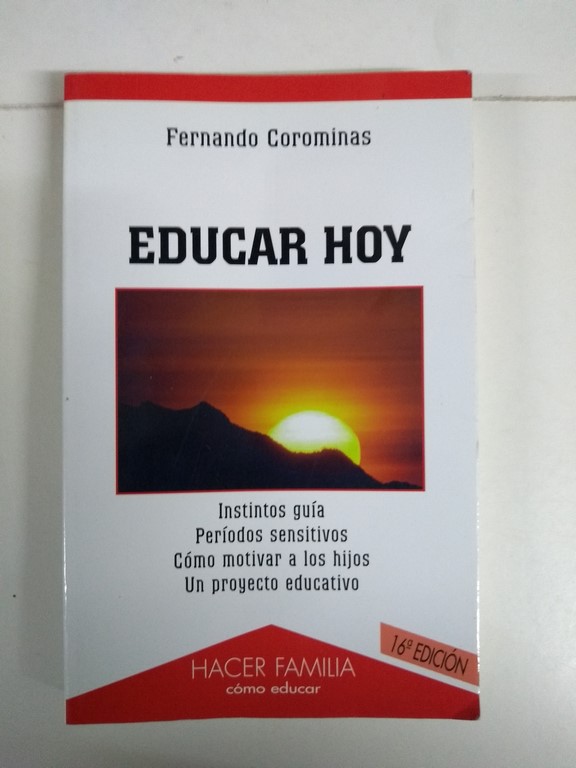 Fernando Corominas
EDUCAR HOY
Instintos guía
Períodos sensitivos
Cómo motivar a los hijos
Un proyecto educativo
16ª EDICIÓN
HACER FAMILIA
cómo educar